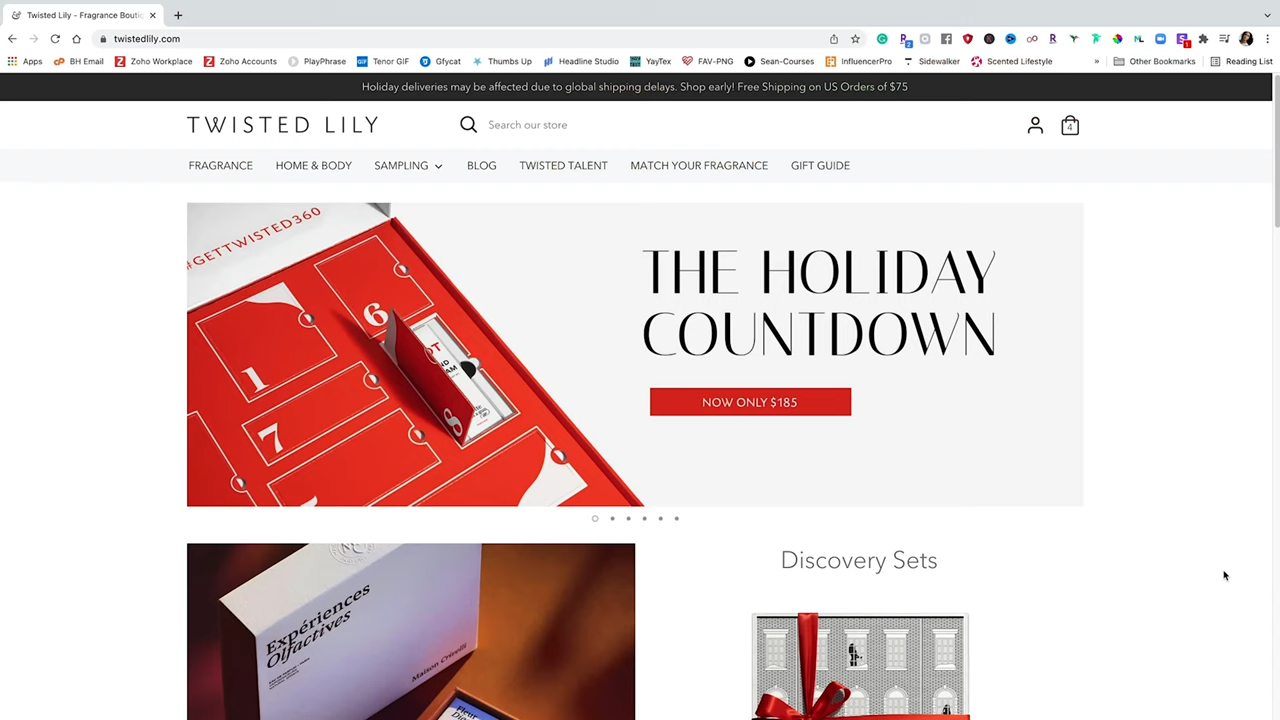 Twisted Lily – Fragrance Boutic
twistedlily.com
Apps BH Email Zoho Workplace Zoho Accounts PlayPhrase Tenor GIF Gfycat Thumbs Up Headline Studio YayTex FAV-PNG Sean-Courses InfluencerPro Sidewalker Scented Lifestyle » Other Bookmarks Reading List
Holiday deliveries may be affected due to global shipping delays. Shop early! Free Shipping on US Orders of $75
TWISTED LILY
Search our store
4
FRAGRANCE HOME & BODY SAMPLING BLOG TWISTED TALENT MATCH YOUR FRAGRANCE GIFT GUIDE
#GETTWISTED360
6
1
7
8
THE HOLIDAY
COUNTDOWN
NOW ONLY $185
Discovery Sets
Expériences
Olfactives
Maison Crivelli
Fleur